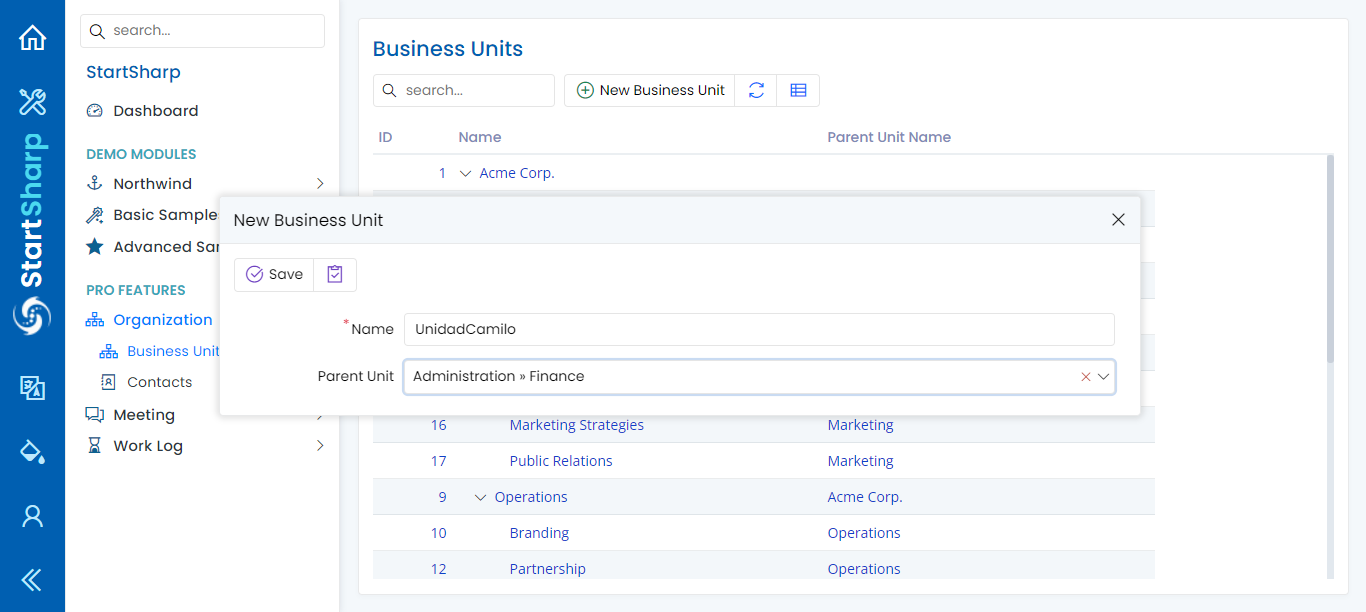 StartSharp
search...
StartSharp
Dashboard
DEMO MODULES
Northwind
Basic Sample
Advanced Sa
PRO FEATURES
Organization
Business Unit
Contacts
Meeting
Work Log
Business Units
search...
New Business Unit
ID Name Parent Unit Name
1 Acme Corp.
New Business Unit
Save
* Name UnidadCamilo
Parent Unit Administration » Finance
16 Marketing Strategies Marketing
17 Public Relations Marketing
9 Operations Acme Corp.
10 Branding Operations
12 Partnership Operations